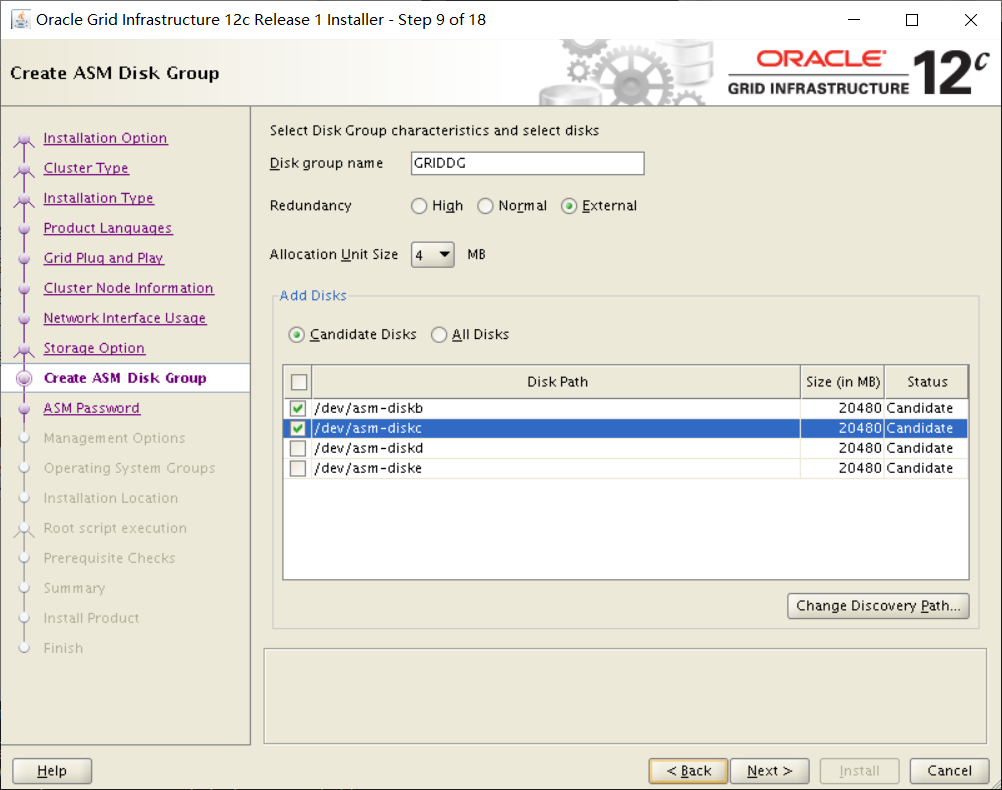 Oracle Grid Infrastructure 12c Release 1 Installer - Step 9 of 18
Create ASM Disk Group
ORACLE
GRID INFRASTRUCTURE
12c
Installation Option
Cluster Type
Installation Type
Product Languages
Grid Plug and Play
Cluster Node Information
Network Interface Usage
Storage Option
Create ASM Disk Group
ASM Password
Management Options
Operating System Groups
Installation Location
Root script execution
Prerequisite Checks
Summary
Install Product
Finish
Select Disk Group characteristics and select disks
Disk group name GRIDDG
Redundancy High Normal External
Allocation Unit Size 4 MB
Add Disks
Candidate Disks All Disks
Disk Path Size (in MB) Status
/dev/asm-diskb 20480 Candidate
/dev/asm-diskc 20480 Candidate
/dev/asm-diskd 20480 Candidate
/dev/asm-diske 20480 Candidate
Change Discovery Path...
Help < Back Next > Install Cancel